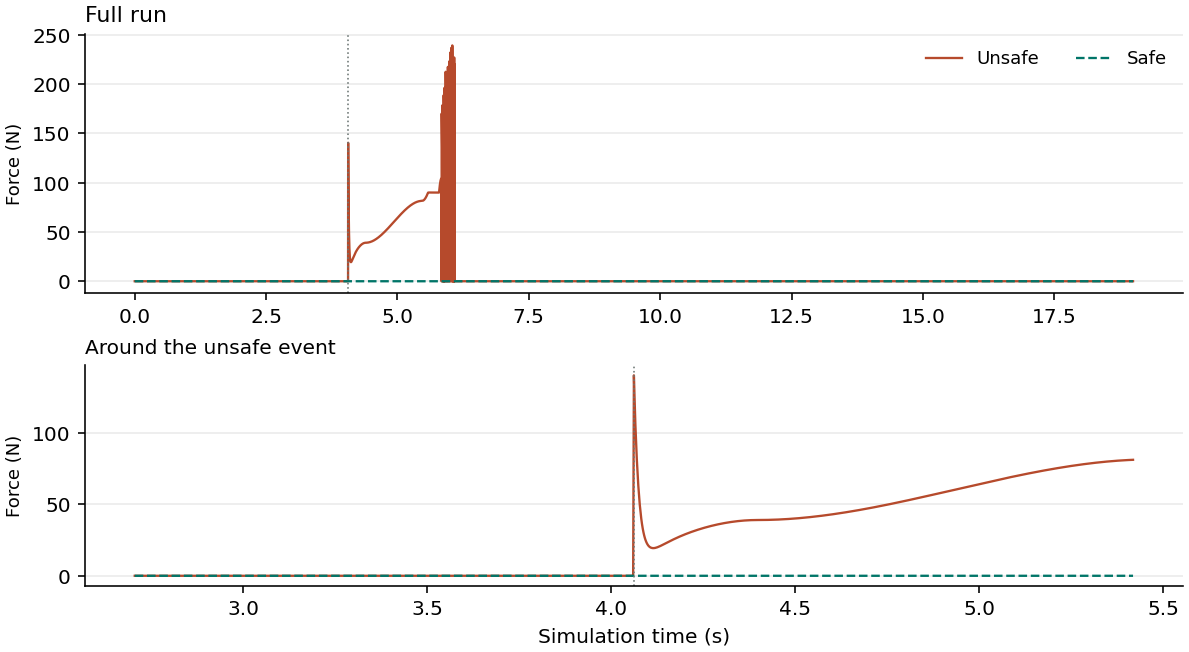 Full run
Unsafe Safe
Force (N)
250
200
150
100
50
0
0.0 2.5 5.0 7.5 10.0 12.5 15.0 17.5
Around the unsafe event
Force (N)
100
50
0
3.0 3.5 4.0 4.5 5.0 5.5
Simulation time (s)